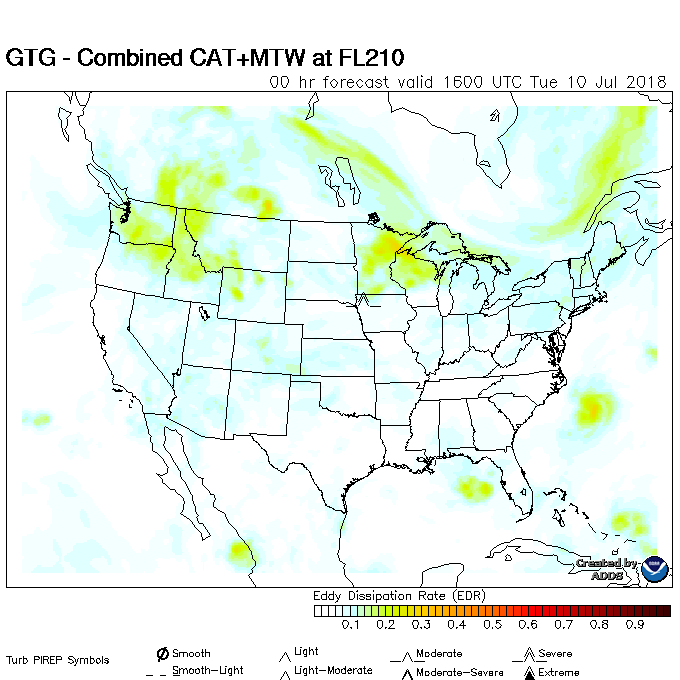 GTG - Combined CAT+MTW at FL210
00 hr forecast valid 1600 UTC Tue 10 Jul 2018
Created by
ADDS
Eddy Dissipation Rate (EDR)
0.1 0.2 0.3 0.4 0.5 0.6 0.7 0.8 0.9
Turb PIREP Symbols
Smooth Light Moderate Severe
Smooth-Light Light-Moderate Moderate-Severe Extreme